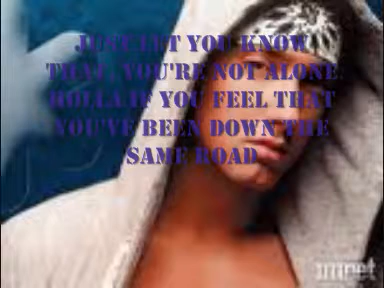 JUST LET YOU KNOW
THAT, YOU'RE NOT ALONE
HOLLA IF YOU FEEL THAT
YOU'VE BEEN DOWN THE
SAME ROAD